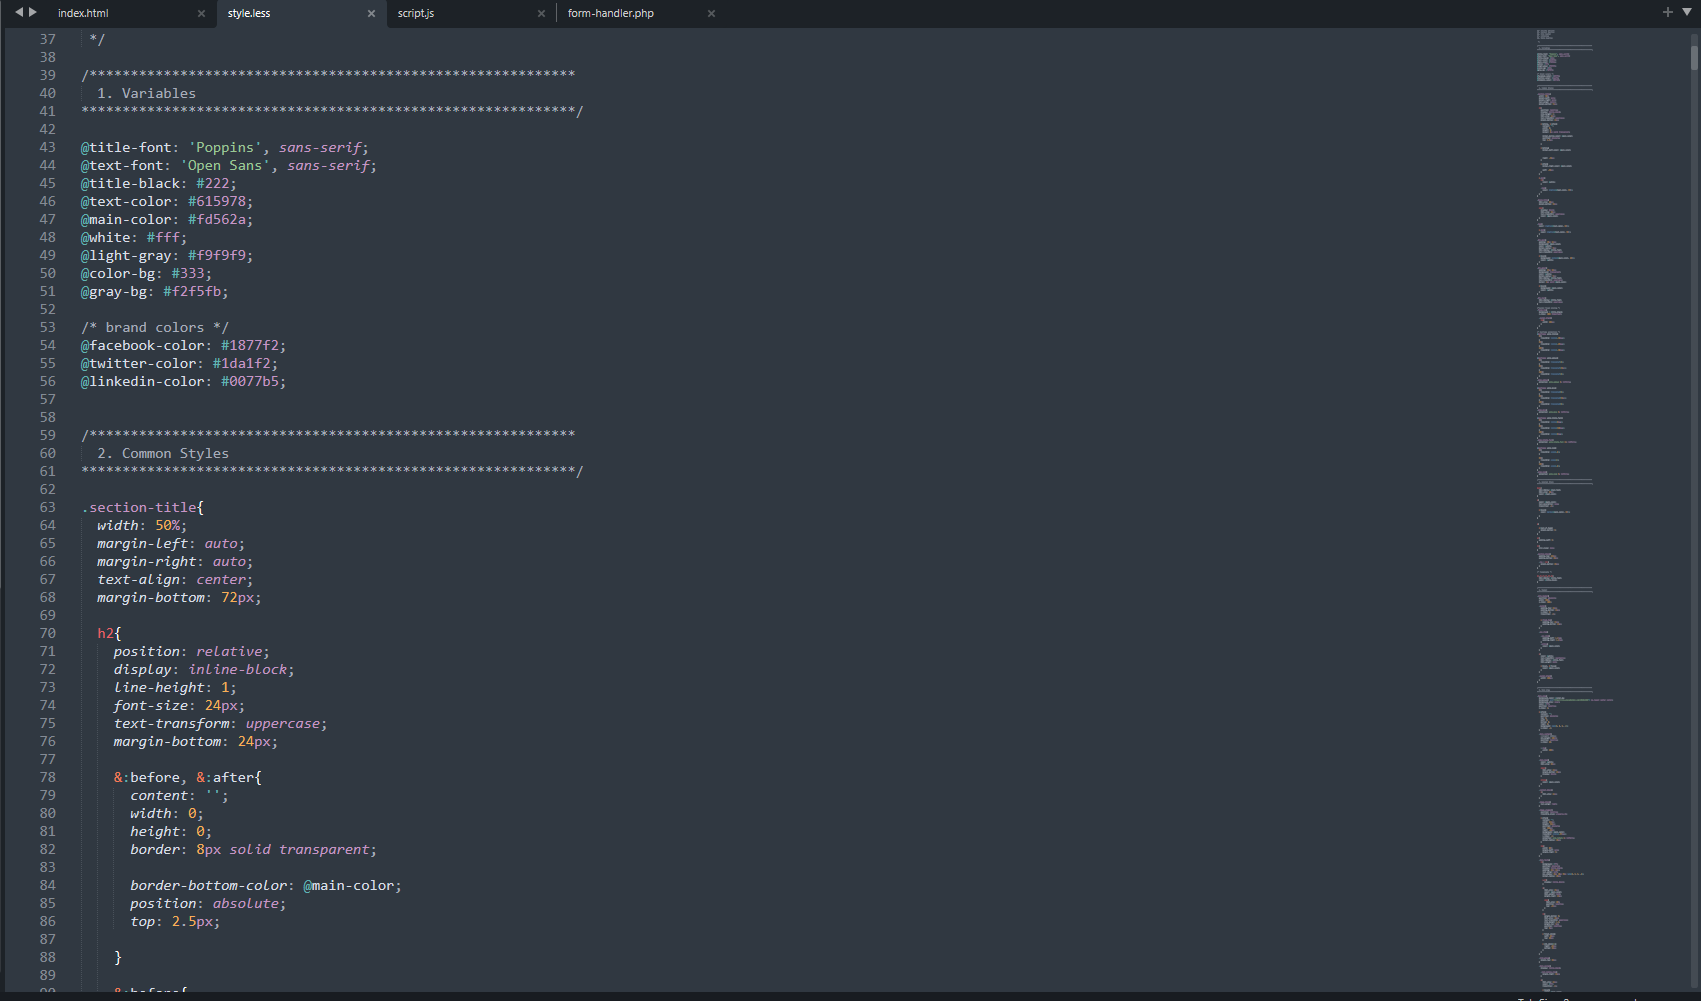 index.html
style.less
script.js
form-handler.php
37 */
38
39 /***********************************************************
40 1. Variables
41 ************************************************************/
42
43 @title-font: 'Poppins', sans-serif;
44 @text-font: 'Open Sans', sans-serif;
45 @title-black: #222;
46 @text-color: #615978;
47 @main-color: #fd562a;
48 @white: #fff;
49 @light-gray: #f9f9f9;
50 @color-bg: #333;
51 @gray-bg: #f2f5fb;
52
53 /* brand colors */
54 @facebook-color: #1877f2;
55 @twitter-color: #1da1f2;
56 @linkedin-color: #0077b5;
57
58
59 /***********************************************************
60 2. Common Styles
61 ************************************************************/
62
63 .section-title{
64 width: 50%;
65 margin-left: auto;
66 margin-right: auto;
67 text-align: center;
68 margin-bottom: 72px;
69
70 h2{
71 position: relative;
72 display: inline-block;
73 line-height: 1;
74 font-size: 24px;
75 text-transform: uppercase;
76 margin-bottom: 24px;
77
78 &:before, &:after{
79 content: '';
80 width: 0;
81 height: 0;
82 border: 8px solid transparent;
83
84 border-bottom-color: @main-color;
85 position: absolute;
86 top: 2.5px;
87
88 }
89
90 &:before{